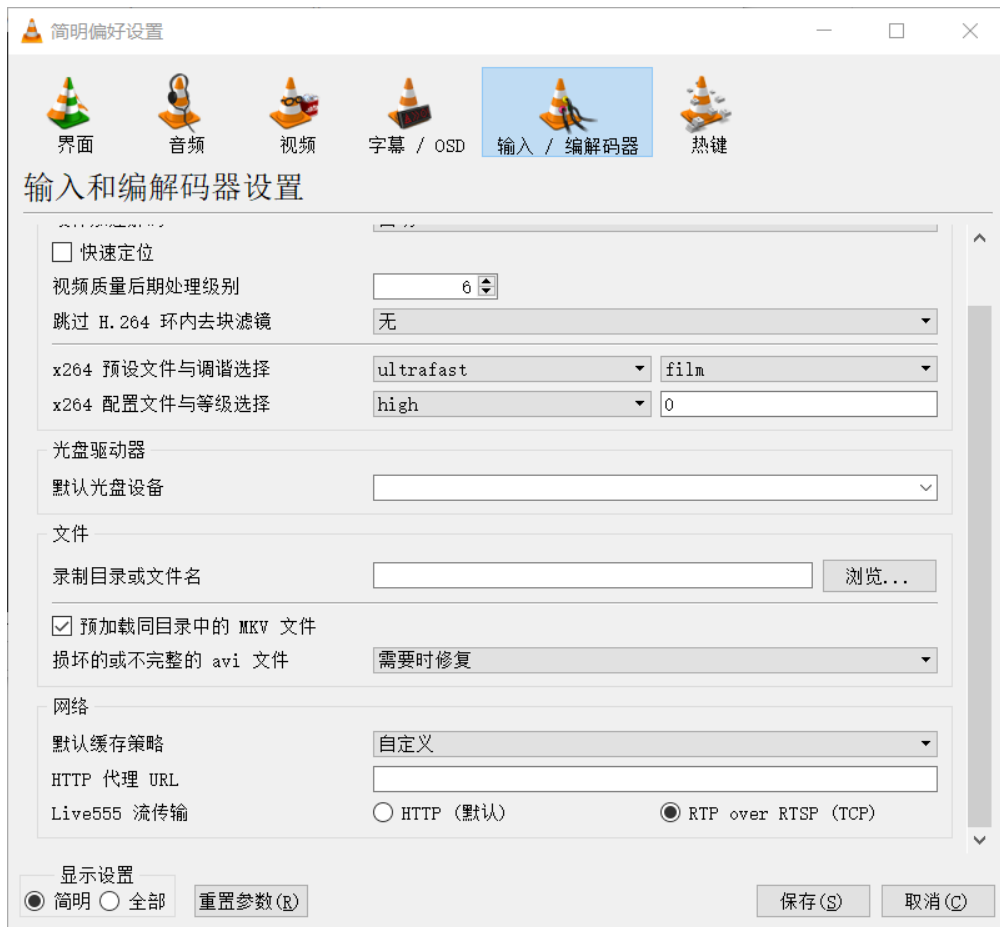 简明偏好设置
界面 音频 视频 字幕 / OSD 输入 / 编解码器 热键
输入和编解码器设置
快速定位
视频质量后期处理级别 6
跳过 H.264 环内去块滤镜 无
x264 预设文件与调谐选择 ultrafast film
x264 配置文件与等级选择 high 0
光盘驱动器
默认光盘设备
文件
录制目录或文件名 浏览...
预加载同目录中的 MKV 文件
损坏的或不完整的 avi 文件 需要时修复
网络
默认缓存策略 自定义
HTTP 代理 URL
Live555 流传输 HTTP (默认) RTP over RTSP (TCP)
显示设置
简明 全部 重置参数(R) 保存(S) 取消(C)